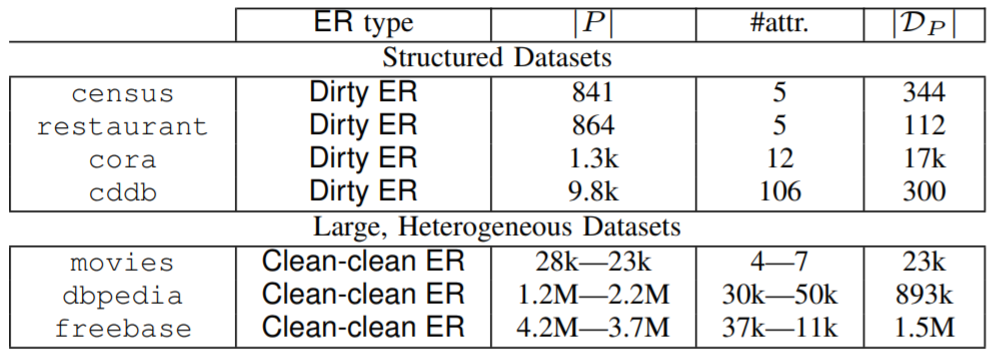 ER type |P| #attr. |𝒟_P|
Structured Datasets
census Dirty ER 841 5 344
restaurant Dirty ER 864 5 112
cora Dirty ER 1.3k 12 17k
cddb Dirty ER 9.8k 106 300
Large, Heterogeneous Datasets
movies Clean-clean ER 28k—23k 4—7 23k
dbpedia Clean-clean ER 1.2M—2.2M 30k—50k 893k
freebase Clean-clean ER 4.2M—3.7M 37k—11k 1.5M